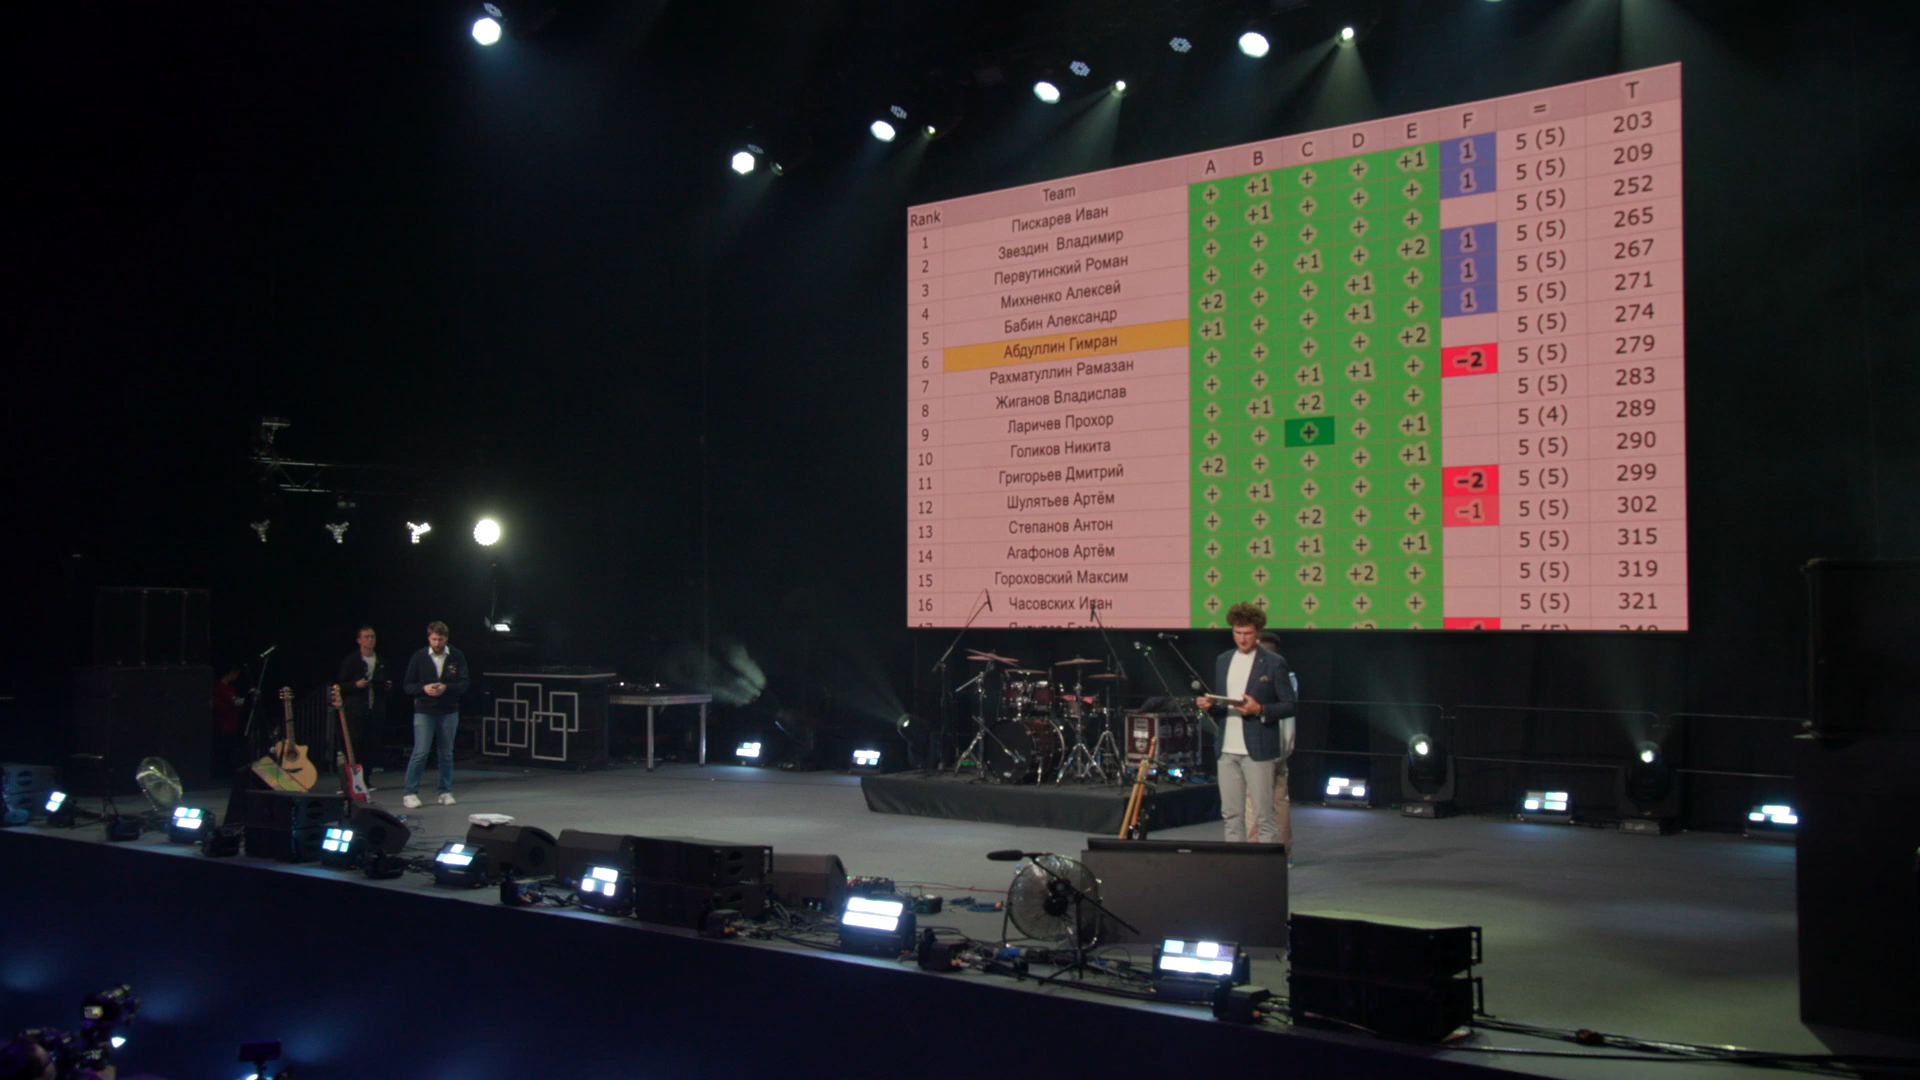 Rank Team A B C D E F = T
1 Пискарев Иван + +1 + + +1 1 5 (5) 203
2 Звездин Владимир + +1 + + + 1 5 (5) 209
3 Первутинский Роман + + + + + 5 (5) 252
4 Михненко Алексей + + +1 + +2 1 5 (5) 265
5 Бабин Александр +2 + + +1 + 1 5 (5) 267
6 Абдуллин Гимран +1 + + +1 + 1 5 (5) 271
7 Рахматуллин Рамазан + + + + +2 5 (5) 274
8 Жиганов Владислав + + +1 +1 + −2 5 (5) 279
9 Ларичев Прохор + +1 +2 + + 5 (5) 283
10 Голиков Никита + + + + +1 5 (4) 289
11 Григорьев Дмитрий +2 + + + +1 5 (5) 290
12 Шулятьев Артём + +1 + + + −2 5 (5) 299
13 Степанов Антон + + +2 + + −1 5 (5) 302
14 Агафонов Артём + +1 +1 + +1 5 (5) 315
15 Гороховский Максим + + +2 +2 + 5 (5) 319
16 Часовских Иван + + + + + 5 (5) 321